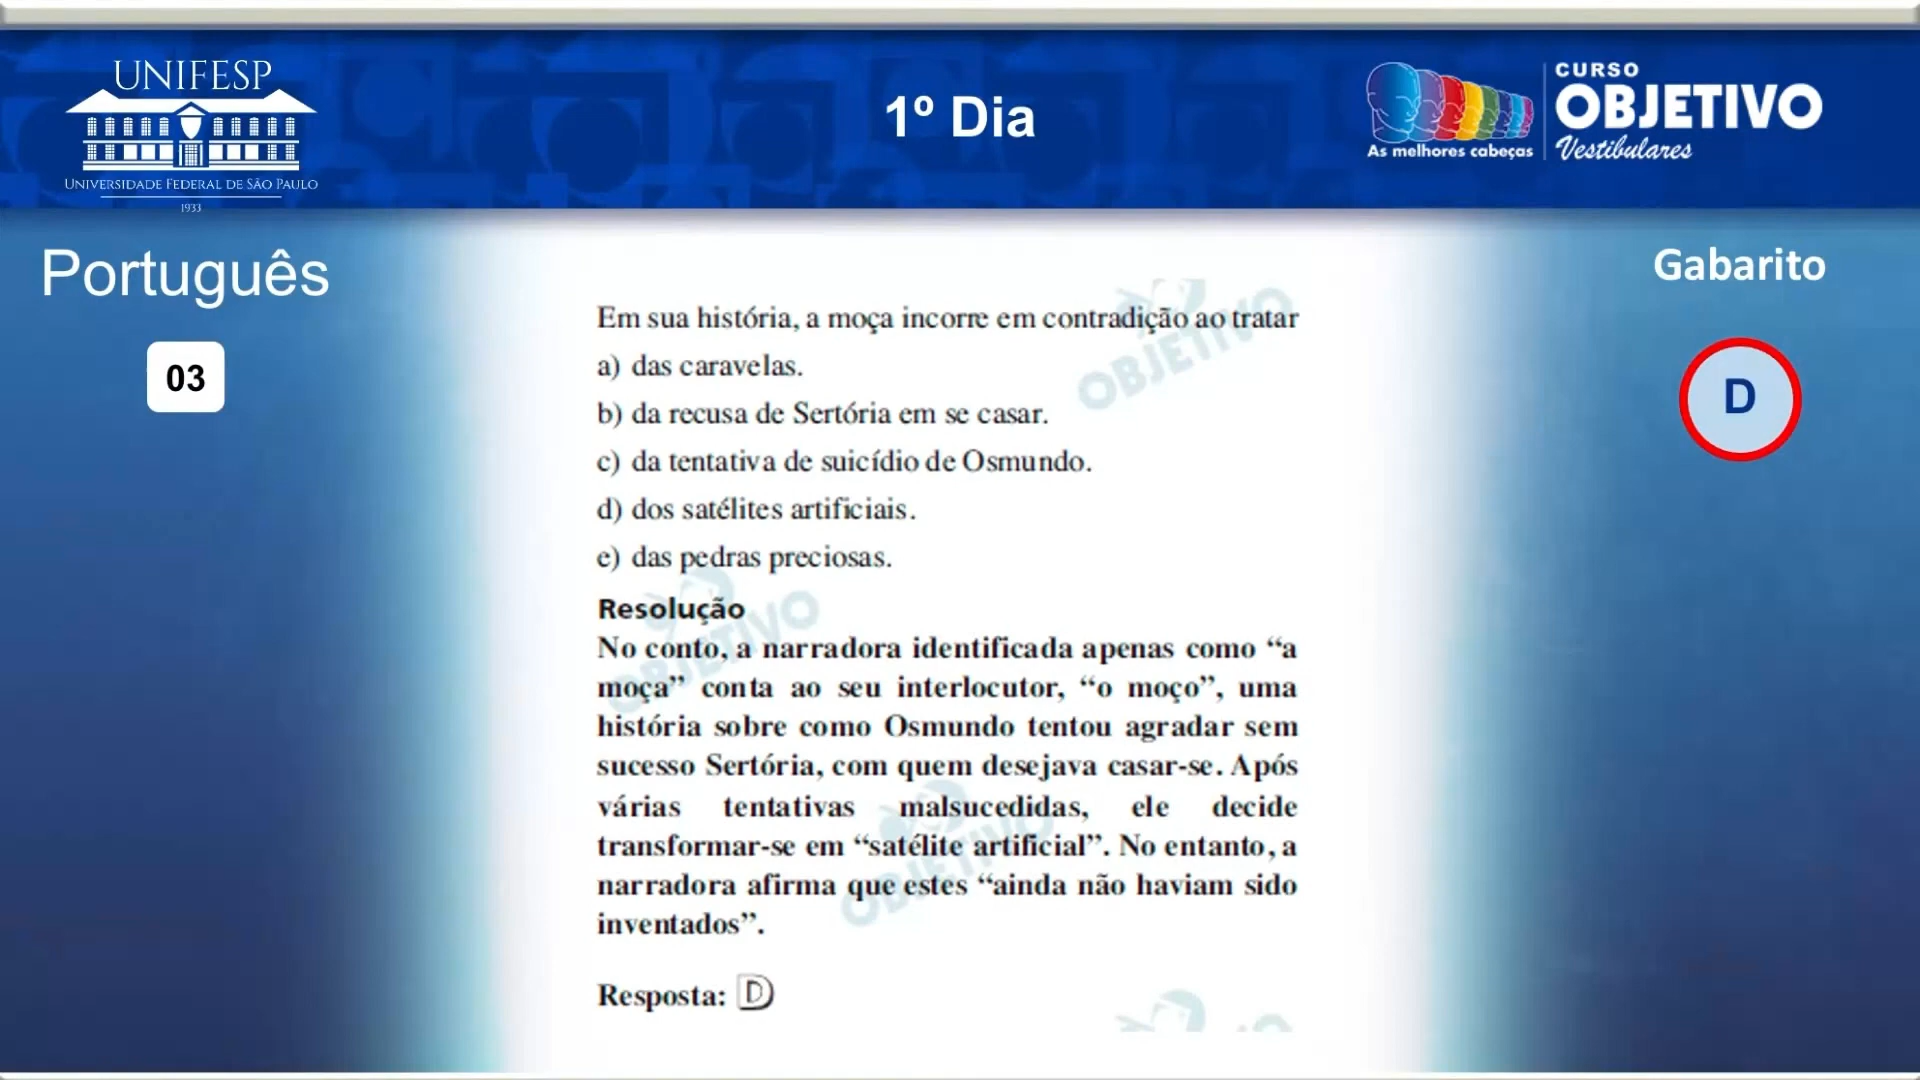 UNIFESP
UNIVERSIDADE FEDERAL DE SÃO PAULO
1933
1º Dia
As melhores cabeças
CURSO
OBJETIVO
Vestibulares
Português
03
Gabarito
D
Em sua história, a moça incorre em contradição ao tratar
a) das caravelas.
b) da recusa de Sertória em se casar.
c) da tentativa de suicídio de Osmundo.
d) dos satélites artificiais.
e) das pedras preciosas.
Resolução
No conto, a narradora identificada apenas como “a
moça” conta ao seu interlocutor, “o moço”, uma
história sobre como Osmundo tentou agradar sem
sucesso Sertória, com quem desejava casar-se. Após
várias tentativas malsucedidas, ele decide
transformar-se em “satélite artificial”. No entanto, a
narradora afirma que estes “ainda não haviam sido
inventados”.
Resposta: D
OBJETIVO
OBJETIVO
OBJETIVO